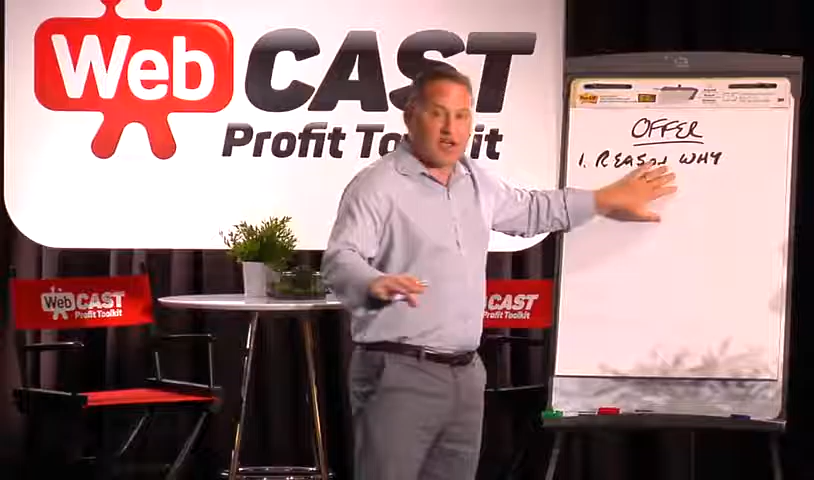 Web CAST
Profit Toolkit
OFFER
1. REASON WHY
Web CAST
Profit Toolkit
CAST
Profit Toolkit